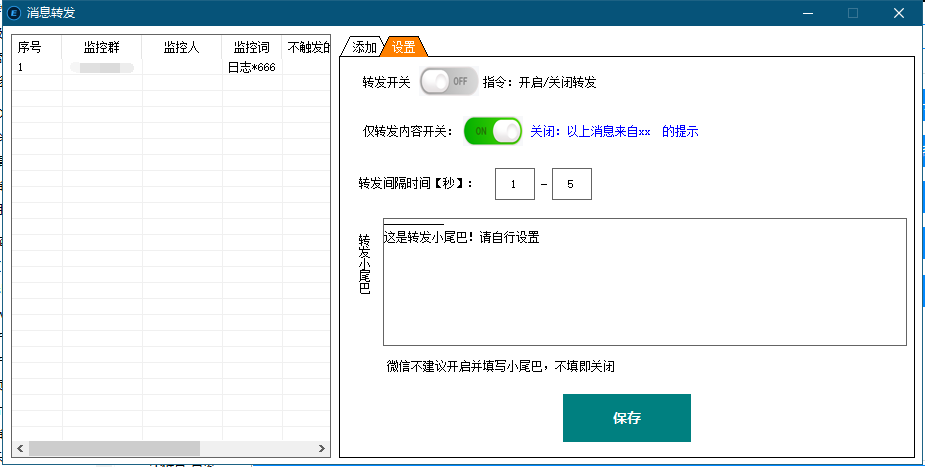 消息转发
序号 监控群 监控人 监控词 不触发的
1 日志*666
添加 设置
转发开关 OFF 指令：开启/关闭转发
仅转发内容开关： ON 关闭：以上消息来自xx 的提示
转发间隔时间【秒】： 1 - 5
转发小尾巴
__________
这是转发小尾巴！请自行设置
微信不建议开启并填写小尾巴，不填即关闭
保存